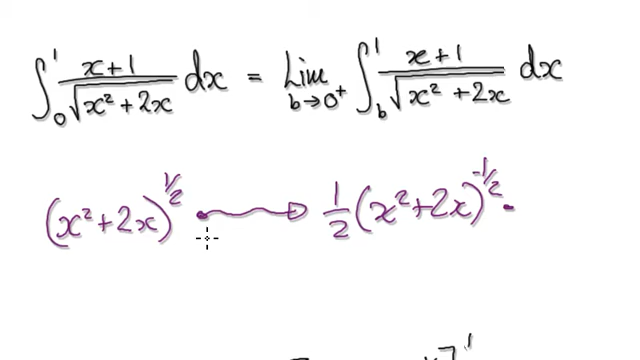 ∫₀¹ (x+1)/√(x²+2x) dx = Lim b→0⁺ ∫_b¹ (x+1)/√(x²+2x) dx
(x²+2x)^{1/2} → 1/2 (x²+2x)^{-1/2} ·